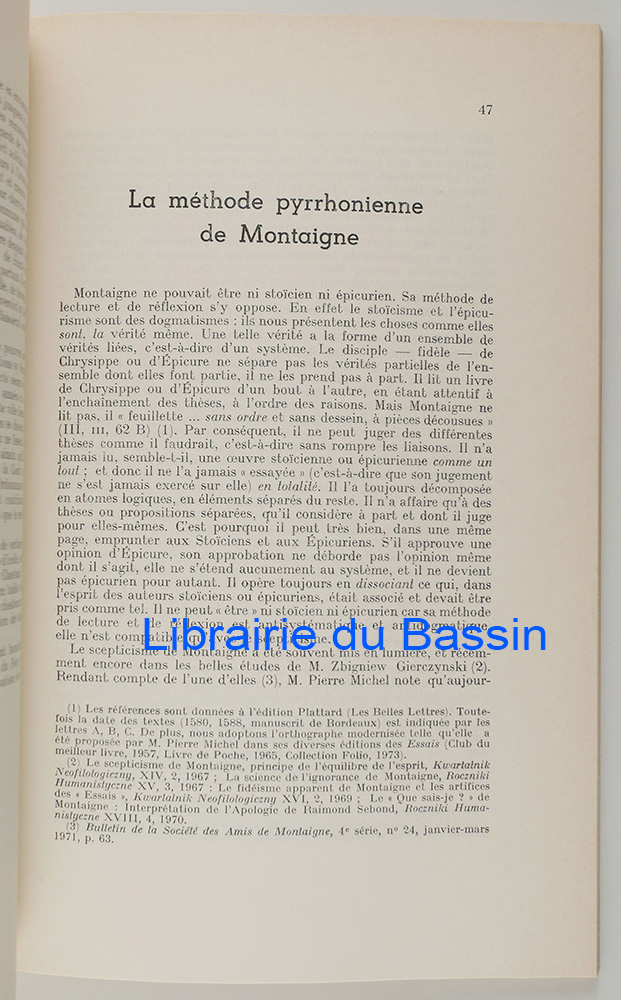 47
La méthode pyrrhonienne
de Montaigne
Montaigne ne pouvait être ni stoïcien ni épicurien. Sa méthode de
lecture et de réflexion s'y oppose. En effet le stoïcisme et l'épicu-
risme sont des dogmatismes : ils nous présentent les choses comme elles
sont, la vérité même. Une telle vérité a la forme d'un ensemble de
vérités liées, c'est-à-dire d'un système. Le disciple — fidèle — de
Chrysippe ou d'Épicure ne sépare pas les vérités partielles de l'en-
semble dont elles font partie, il ne les prend pas à part. Il lit un livre
de Chrysippe ou d'Épicure d'un bout à l'autre, en étant attentif à
l'enchaînement des thèses, à l'ordre des raisons. Mais Montaigne ne
lit pas, il « feuillette ... sans ordre et sans dessein, à pièces décousues »
(III, III, 62 B) (1). Par conséquent, il ne peut juger des différentes
thèses comme il faudrait, c'est-à-dire sans rompre les liaisons. Il n'a
jamais lu, semble-t-il, une œuvre stoïcienne ou épicurienne comme un
tout ; et donc il ne l'a jamais « essayée » (c'est-à-dire que son jugement
ne s'est jamais exercé sur elle) en totalité. Il l'a toujours décomposée
en atomes logiques, en éléments séparés du reste. Il n'a affaire qu'à des
thèses ou propositions séparées, qu'il considère à part et dont il juge
pour elles-mêmes. C'est pourquoi il peut très bien, dans une même
page, emprunter aux Stoïciens et aux Épicuriens. S'il approuve une
opinion d'Épicure, son approbation ne déborde pas l'opinion même
dont il s'agit, elle ne s'étend aucunement au système, et il ne devient
pas épicurien pour autant. Il opère toujours en dissociant ce qui, dans
l'esprit des auteurs stoïciens ou épicuriens, était associé et devait être
pris comme tel. Il ne peut « être » ni stoïcien ni épicurien car sa méthode
de lecture et de réflexion est antisystématique et antidogmatique
elle n'est compatible qu'avec le scepticisme.
Librairie du Bassin
Le scepticisme de Montaigne a été souvent mis en lumière, et récem-
ment encore dans les belles études de M. Zbigniew Gierczynski (2).
Rendant compte de l'une d'elles (3), M. Pierre Michel note qu'aujour-
(1) Les références sont données à l'édition Plattard (Les Belles Lettres). Toute-
fois la date des textes (1580, 1588, manuscrit de Bordeaux) est indiquée par les
lettres A, B, C. De plus, nous adoptons l'orthographe modernisée telle qu'elle a
été proposée par M. Pierre Michel dans ses diverses éditions des Essais (Club du
meilleur livre, 1957, Livre de Poche, 1965, Collection Folio, 1973).
(2) Le scepticisme de Montaigne, principe de l'équilibre de l'esprit, Kwartalnik
Neofilologiczny, XIV, 2, 1967 ; La science de l'ignorance de Montaigne, Roczniki
Humanistyczne XV, 3, 1967 : Le fidéisme apparent de Montaigne et les artifices
des « Essais », Kwartalnik Neofilologiczny XVI, 2, 1969 ; Le « Que sais-je ? » de
Montaigne : Interprétation de l'Apologie de Raimond Sebond, Roczniki Huma-
nistyczne XVIII, 4, 1970.
(3) Bulletin de la Société des Amis de Montaigne, 4e série, n° 24, janvier-mars
1971, p. 63.